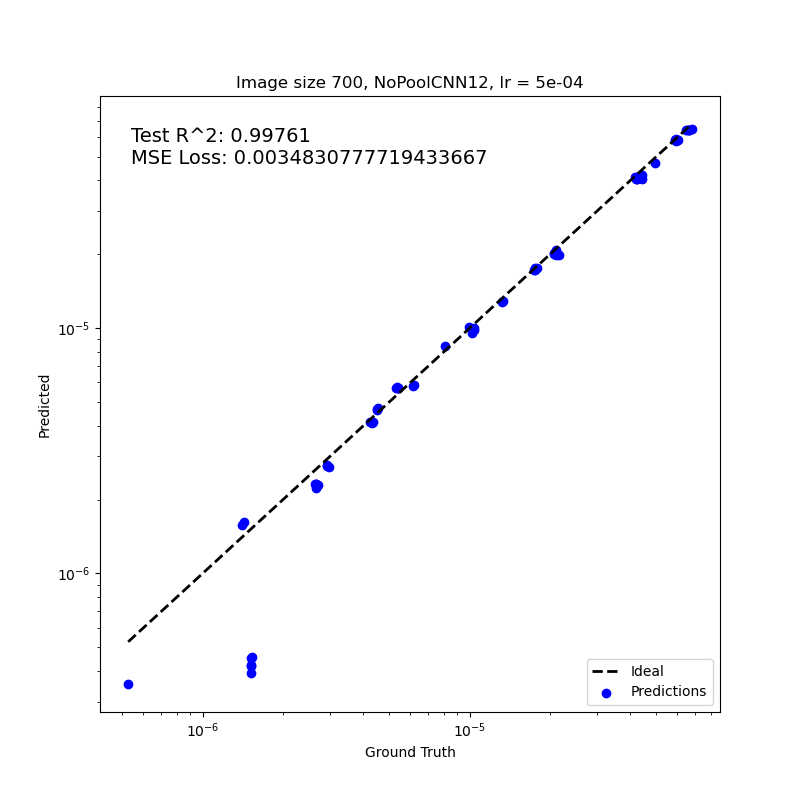 Image size 700, NoPoolCNN12, lr = 5e-04
Test R^2: 0.99761
MSE Loss: 0.0034830777719433667
Predicted
10⁻⁵
10⁻⁶
Ideal
Predictions
10⁻⁶
10⁻⁵
Ground Truth